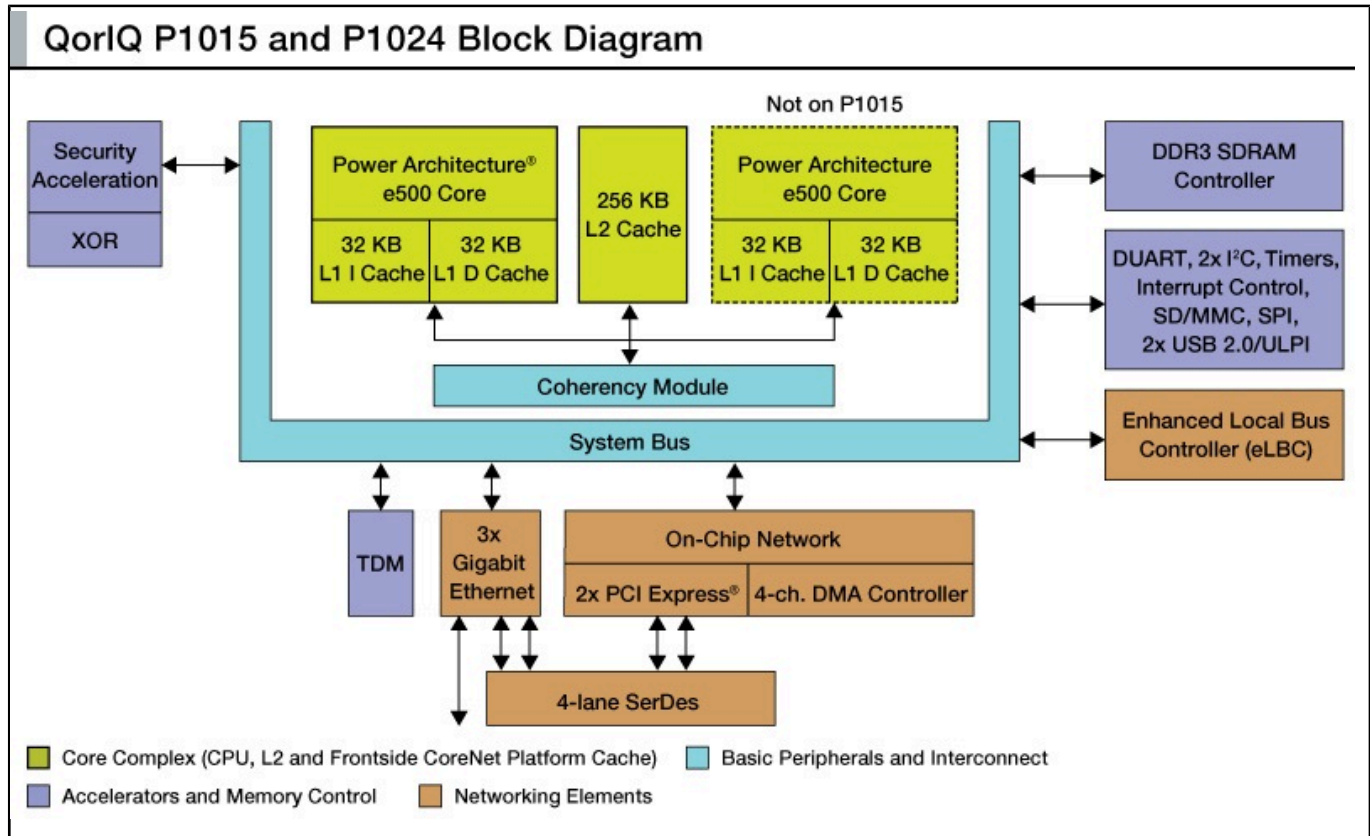 QorIQ P1015 and P1024 Block Diagram
Not on P1015
Security
Acceleration
XOR
Power Architecture®
e500 Core
32 KB
L1 I Cache
32 KB
L1 D Cache
256 KB
L2 Cache
Power Architecture
e500 Core
32 KB
L1 I Cache
32 KB
L1 D Cache
DDR3 SDRAM
Controller
DUART, 2x I²C, Timers,
Interrupt Control,
SD/MMC, SPI,
2x USB 2.0/ULPI
Coherency Module
System Bus
Enhanced Local Bus
Controller (eLBC)
TDM
3x
Gigabit
Ethernet
On-Chip Network
2x PCI Express®
4-ch. DMA Controller
4-lane SerDes
Core Complex (CPU, L2 and Frontside CoreNet Platform Cache)
Basic Peripherals and Interconnect
Accelerators and Memory Control
Networking Elements